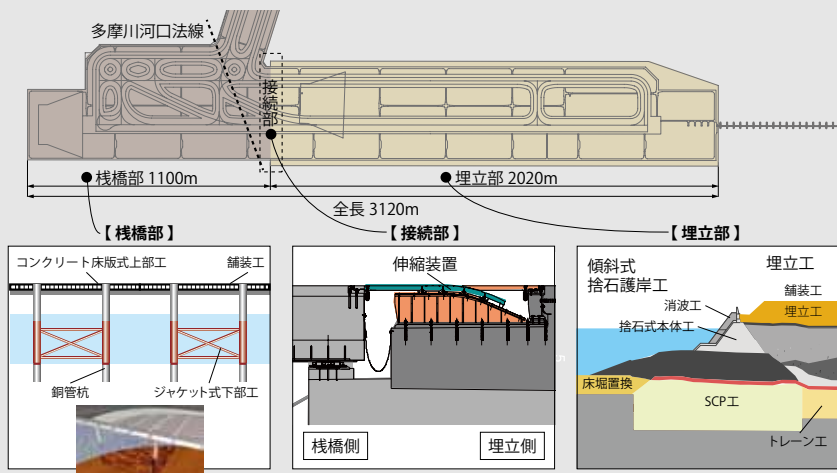 多摩川河口法線
接続部
桟橋部 1100m
埋立部 2020m
全長 3120m
【 桟橋部 】
【 接続部 】
【 埋立部 】
コンクリート床版式上部工
舗装工
銅管杭
ジャケット式下部工
伸縮装置
桟橋側
埋立側
傾斜式
捨石護岸工
埋立工
舗装工
消波工
埋立工
捨石式本体工
床堀置換
SCP工
トレーン工